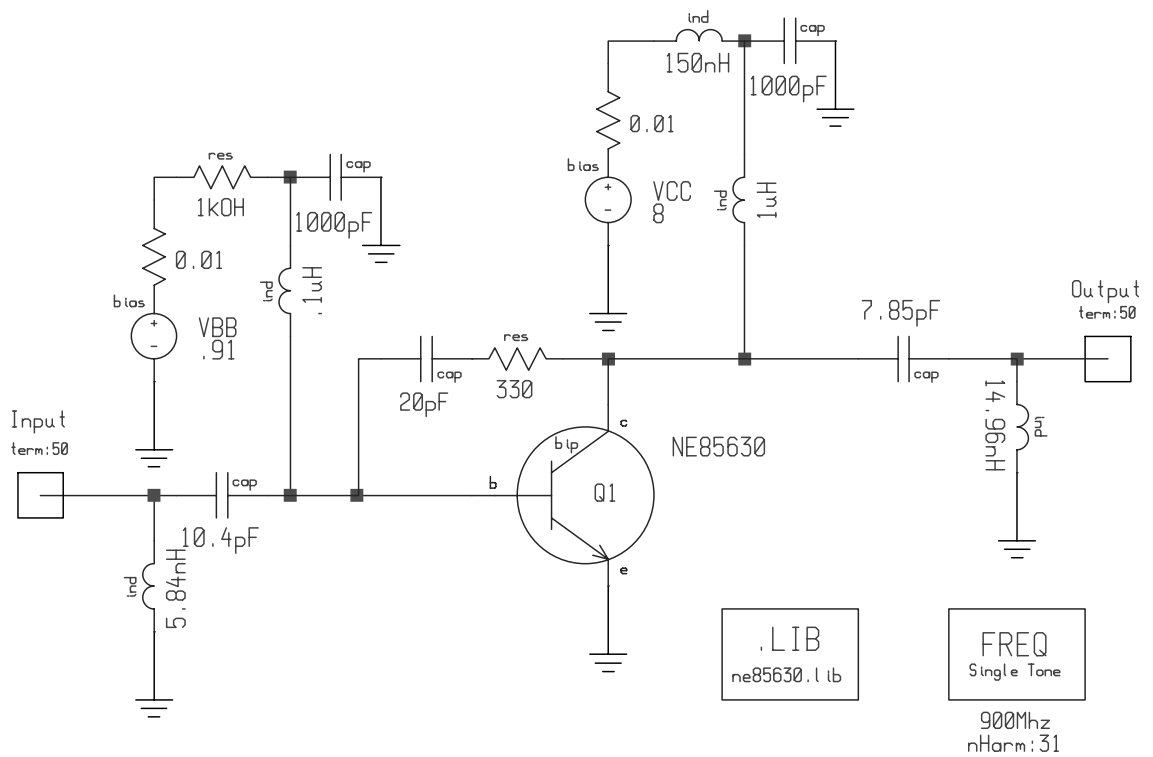 ind
cap
150nH
1000pF
0.01
bias
VCC
8
ind
1uH
res
cap
1kOH
1000pF
0.01
bias
VBB
.91
ind
.1uH
Input
term:50
cap
10.4pF
ind
5.84nH
cap
20pF
res
330
c
bip
b
Q1
e
NE85630
7.85pF
cap
Output
term:50
14.96nH
ind
.LIB
ne85630.lib
FREQ
Single Tone
900Mhz
nHarm:31